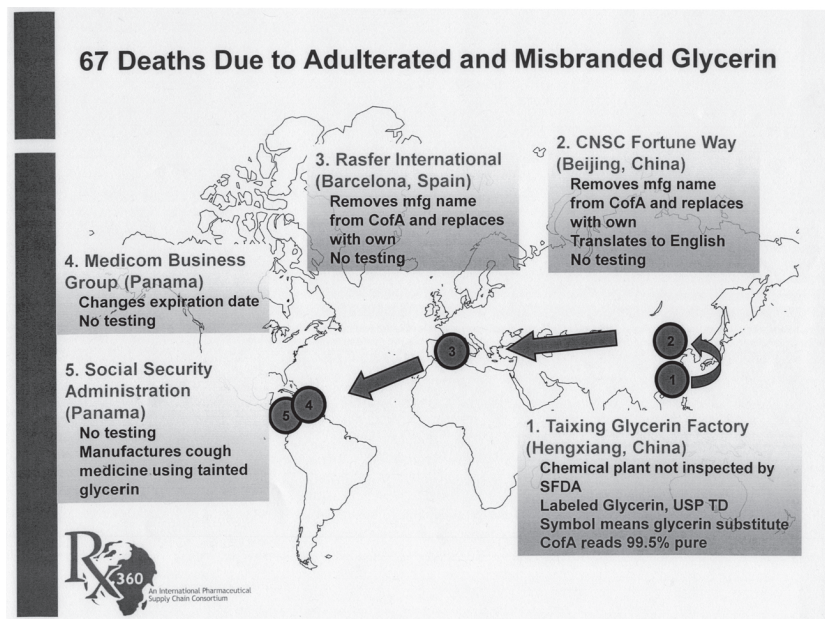 67 Deaths Due to Adulterated and Misbranded Glycerin
2. CNSC Fortune Way
(Beijing, China)
Removes mfg name
from CofA and replaces
with own
Translates to English
No testing
3. Rasfer International
(Barcelona, Spain)
Removes mfg name
from CofA and replaces
with own
No testing
4. Medicom Business
Group (Panama)
Changes expiration date
No testing
5. Social Security
Administration
(Panama)
No testing
Manufactures cough
medicine using tainted
glycerin
2
3
1
4
5
1. Taixing Glycerin Factory
(Hengxiang, China)
Chemical plant not inspected by
SFDA
Labeled Glycerin, USP TD
Symbol means glycerin substitute
CofA reads 99.5% pure
Rx 360
An International Pharmaceutical
Supply Chain Consortium